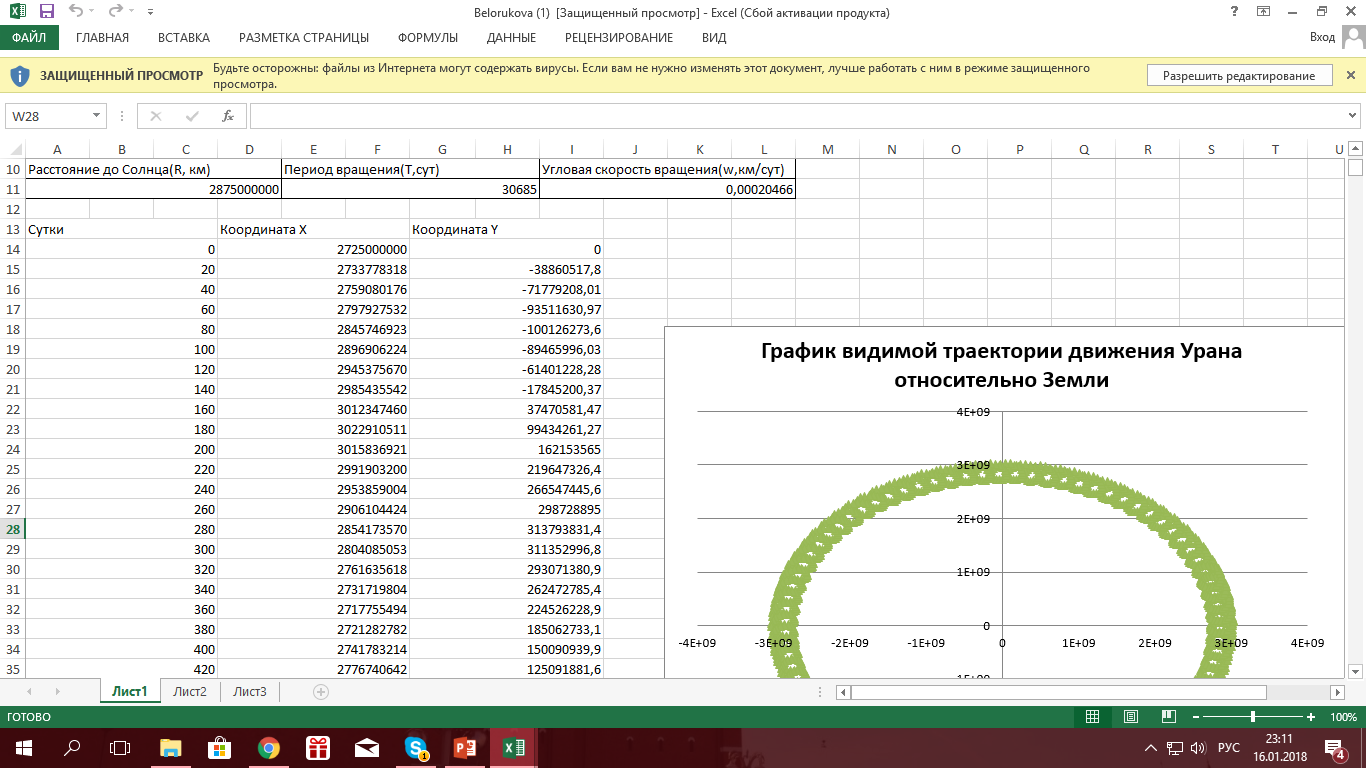 Belorukova (1) [Защищенный просмотр] - Excel (Сбой активации продукта)
ФАЙЛ ГЛАВНАЯ ВСТАВКА РАЗМЕТКА СТРАНИЦЫ ФОРМУЛЫ ДАННЫЕ РЕЦЕНЗИРОВАНИЕ ВИД Вход
ЗАЩИЩЕННЫЙ ПРОСМОТР Будьте осторожны: файлы из Интернета могут содержать вирусы. Если вам не нужно изменять этот документ, лучше работать с ним в режиме защищенного
просмотра.
Разрешить редактирование
W28 fx
A B C D E F G H I J K L M N O P Q R S T U
10 Расстояние до Солнца(R, км) Период вращения(Т,сут) Угловая скорость вращения(w,км/сут)
11 2875000000 30685 0,00020466
12
13 Сутки Координата X Координата Y
14 0 2725000000 0
15 20 2733778318 -38860517,8
16 40 2759080176 -71779208,01
17 60 2797927532 -93511630,97
18 80 2845746923 -100126273,6
19 100 2896906224 -89465996,03
20 120 2945375670 -61401228,28
21 140 2985435542 -17845200,37
22 160 3012347460 37470581,47
23 180 3022910511 99434261,27
24 200 3015836921 162153565
25 220 2991903200 219647326,4
26 240 2953859004 266547445,6
27 260 2906104424 298728895
28 280 2854173570 313793831,4
29 300 2804085053 311352996,8
30 320 2761635618 293071380,9
31 340 2731719804 262472785,4
32 360 2717755494 224526228,9
33 380 2721282782 185062733,1
34 400 2741783214 150090939,9
35 420 2776740642 125091881,6
График видимой траектории движения Урана
относительно Земли
4E+09
3E+09
2E+09
1E+09
0
-4E+09 -3E+09 -2E+09 -1E+09 0 1E+09 2E+09 3E+09 4E+09
Лист1 Лист2 Лист3
ГОТОВО 100%
1 РУС 23:11
16.01.2018 4